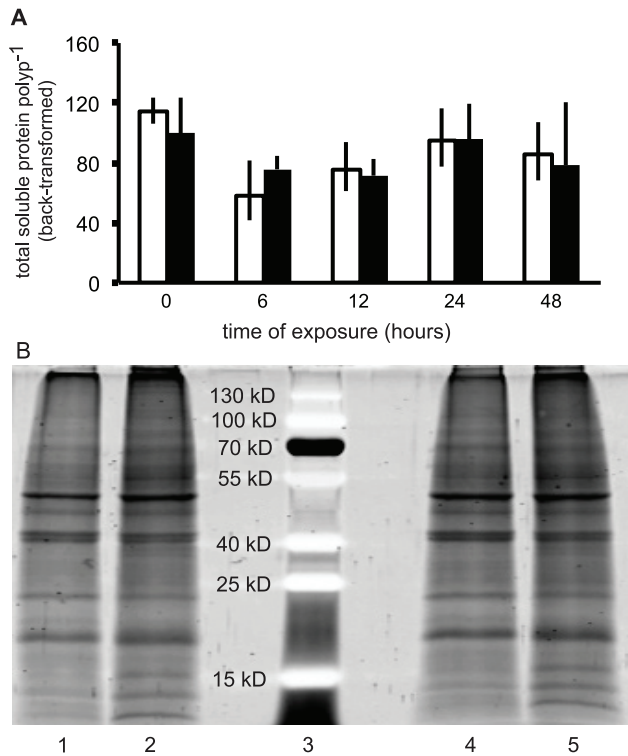 A
total soluble protein polyp-1
(back-transformed)
160
120
80
40
0
0 6 12 24 48
time of exposure (hours)
B
130 kD
100 kD
70 kD
55 kD
40 kD
25 kD
15 kD
1 2 3 4 5